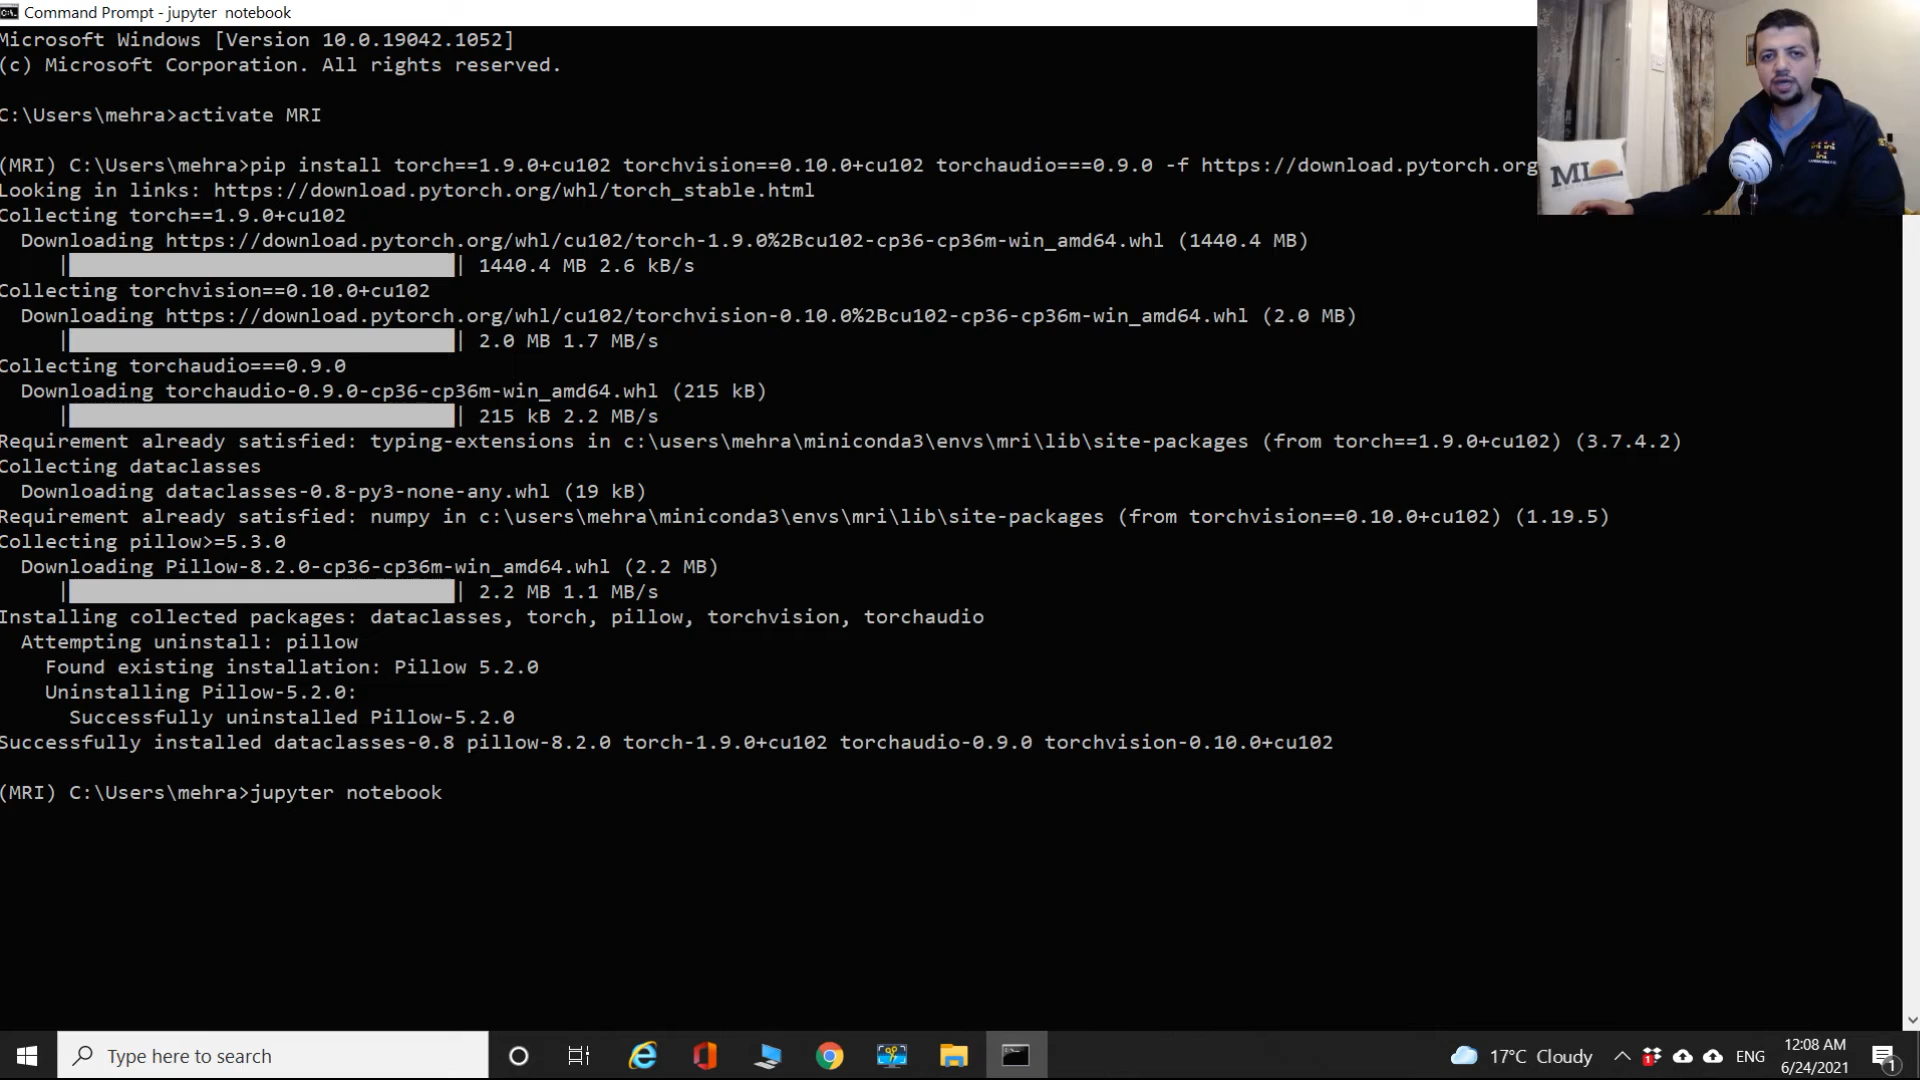 Command Prompt - jupyter  notebook
Microsoft Windows [Version 10.0.19042.1052]
(c) Microsoft Corporation. All rights reserved.
C:\Users\mehra>activate MRI
(MRI) C:\Users\mehra>pip install torch==1.9.0+cu102 torchvision==0.10.0+cu102 torchaudio===0.9.0 -f https://download.pytorch.org
Looking in links: https://download.pytorch.org/whl/torch_stable.html
Collecting torch==1.9.0+cu102
Downloading https://download.pytorch.org/whl/cu102/torch-1.9.0%2Bcu102-cp36-cp36m-win_amd64.whl (1440.4 MB)
| | 1440.4 MB 2.6 kB/s
Collecting torchvision==0.10.0+cu102
Downloading https://download.pytorch.org/whl/cu102/torchvision-0.10.0%2Bcu102-cp36-cp36m-win_amd64.whl (2.0 MB)
| | 2.0 MB 1.7 MB/s
Collecting torchaudio===0.9.0
Downloading torchaudio-0.9.0-cp36-cp36m-win_amd64.whl (215 kB)
| | 215 kB 2.2 MB/s
Requirement already satisfied: typing-extensions in c:\users\mehra\miniconda3\envs\mri\lib\site-packages (from torch==1.9.0+cu102) (3.7.4.2)
Collecting dataclasses
Downloading dataclasses-0.8-py3-none-any.whl (19 kB)
Requirement already satisfied: numpy in c:\users\mehra\miniconda3\envs\mri\lib\site-packages (from torchvision==0.10.0+cu102) (1.19.5)
Collecting pillow>=5.3.0
Downloading Pillow-8.2.0-cp36-cp36m-win_amd64.whl (2.2 MB)
| | 2.2 MB 1.1 MB/s
Installing collected packages: dataclasses, torch, pillow, torchvision, torchaudio
Attempting uninstall: pillow
Found existing installation: Pillow 5.2.0
Uninstalling Pillow-5.2.0:
Successfully uninstalled Pillow-5.2.0
Successfully installed dataclasses-0.8 pillow-8.2.0 torch-1.9.0+cu102 torchaudio-0.9.0 torchvision-0.10.0+cu102
(MRI) C:\Users\mehra>jupyter notebook
ML
Type here to search
17°C Cloudy
ENG
12:08 AM
6/24/2021
1